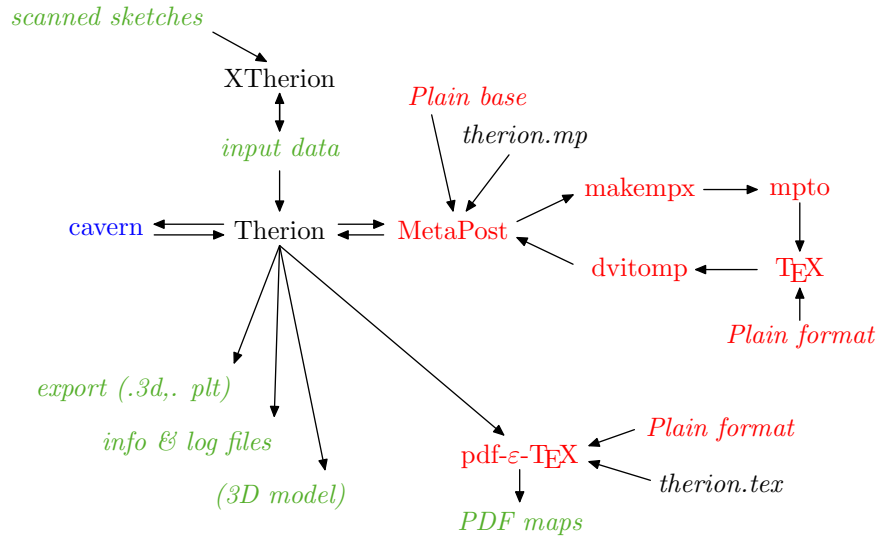 scanned sketches
XTherion
Plain base
therion.mp
input data
makempx
mpto
cavern
Therion
MetaPost
dvitomp
TEX
Plain format
export (.3d,. plt)
info & log files
Plain format
pdf-ε-TEX
therion.tex
(3D model)
PDF maps